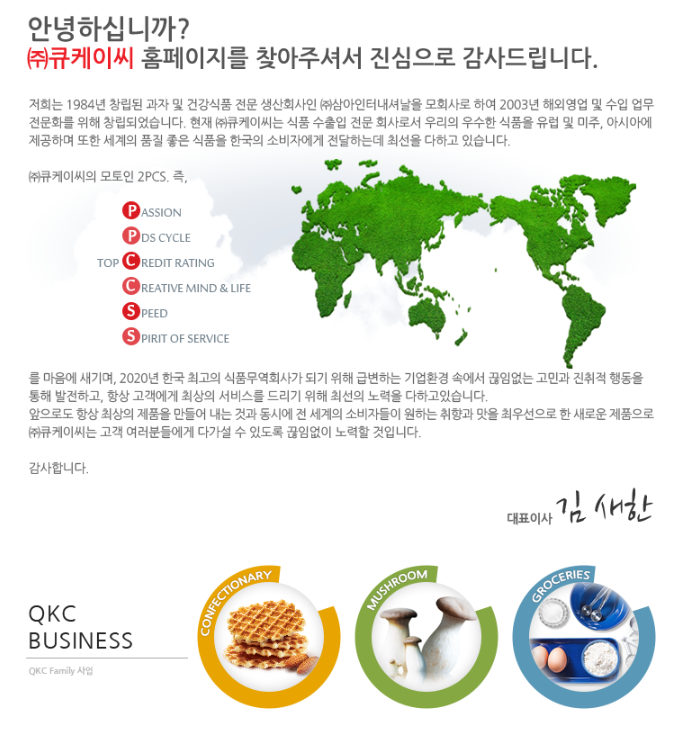 안녕하십니까?
㈜큐케이씨 홈페이지를 찾아주셔서 진심으로 감사드립니다.
저희는 1984년 창립된 과자 및 건강식품 전문 생산회사인 ㈜삼아인터내셔날을 모회사로 하여 2003년 해외영업 및 수입 업무
전문화를 위해 창립되었습니다. 현재 ㈜큐케이씨는 식품 수출입 전문 회사로서 우리의 우수한 식품을 유럽 및 미주, 아시아에
제공하며 또한 세계의 품질 좋은 식품을 한국의 소비자에게 전달하는데 최선을 다하고 있습니다.
㈜큐케이씨의 모토인 2PCS. 즉,
PASSION
PDS CYCLE
TOP CREDIT RATING
CREATIVE MIND & LIFE
SPEED
SPIRIT OF SERVICE
를 마음에 새기며, 2020년 한국 최고의 식품무역회사가 되기 위해 급변하는 기업환경 속에서 끊임없는 고민과 진취적 행동을
통해 발전하고, 항상 고객에게 최상의 서비스를 드리기 위해 최선의 노력을 다하고있습니다.
앞으로도 항상 최상의 제품을 만들어 내는 것과 동시에 전 세계의 소비자들이 원하는 취향과 맛을 최우선으로 한 새로운 제품으로
㈜큐케이씨는 고객 여러분들에게 다가설 수 있도록 끊임없이 노력할 것입니다.
감사합니다.
대표이사 김 새한
CONFECTIONARY
MUSHROOM
GROCERIES
QKC
BUSINESS
QKC Family 사업